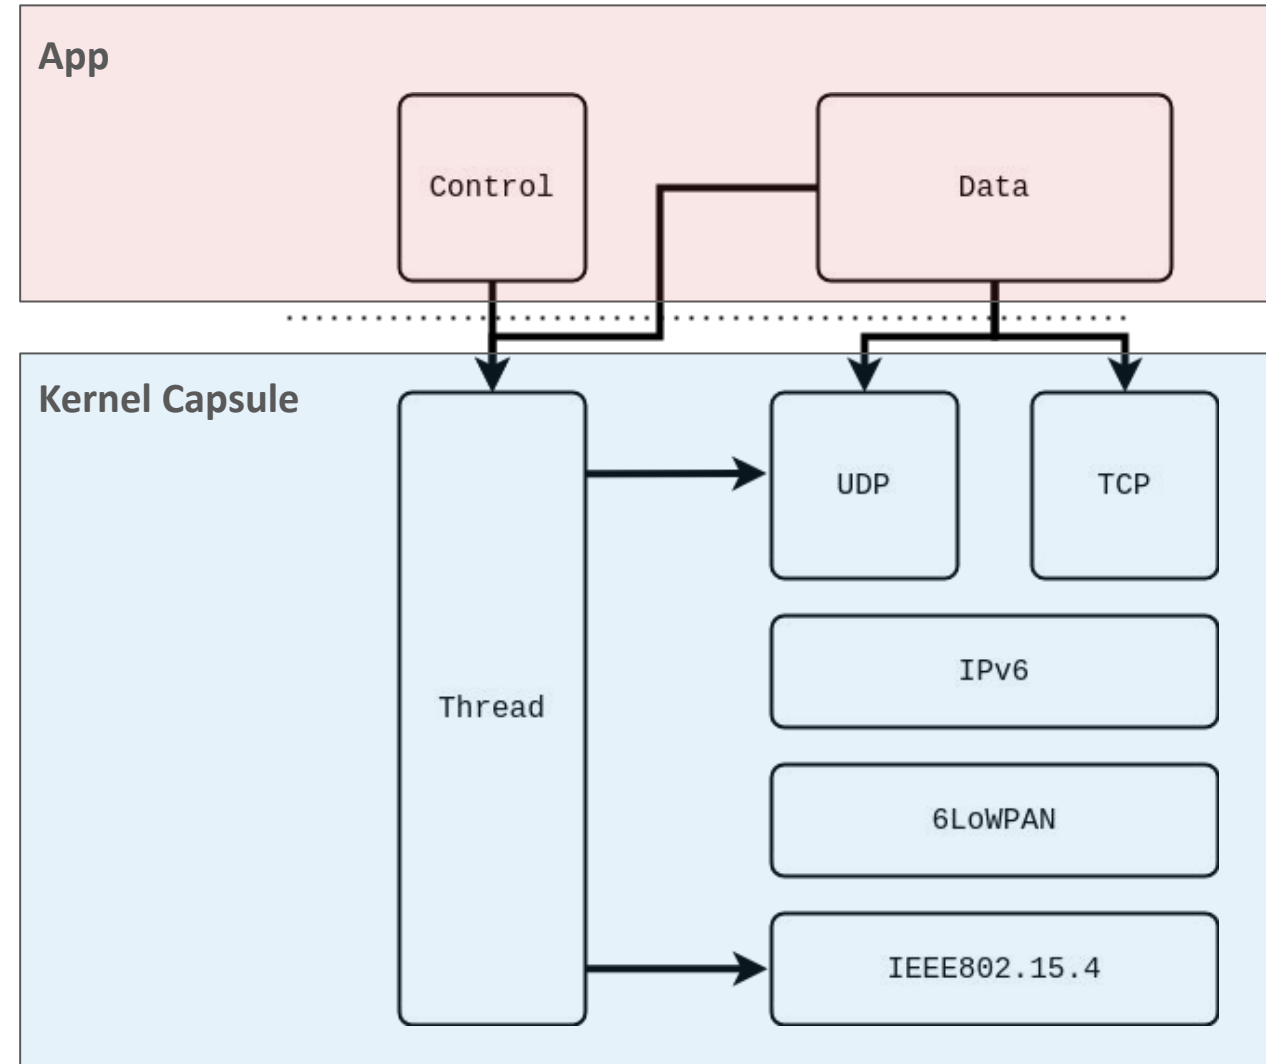 App
Control
Data
Kernel Capsule
UDP
TCP
IPv6
Thread
6LoWPAN
IEEE802.15.4